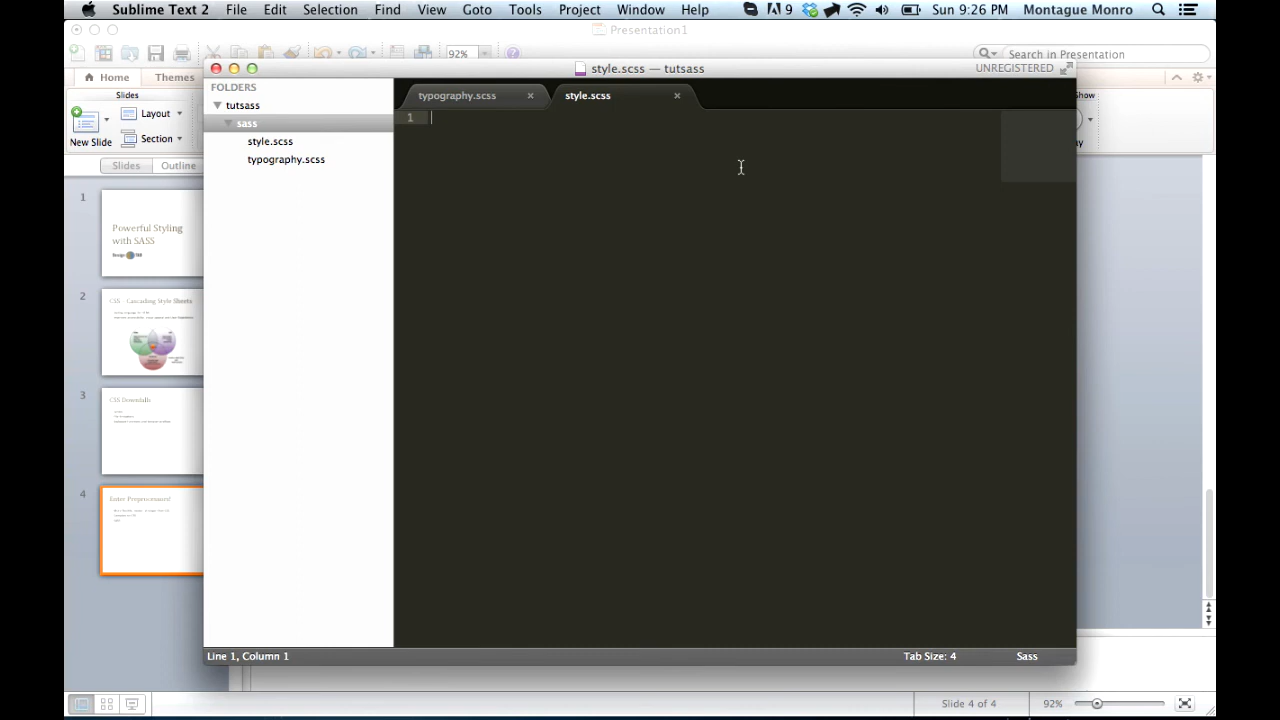 Sublime Text 2 File Edit Selection Find View Goto Tools Project Window Help 9 Sun 9:26 PM Montague Monro
Presentation1
92% Search in Presentation
Home Themes
Slides
New Slide Layout
Section
Slides Outline
1
Powerful Styling
with SASS
2
CSS - Cascading Style Sheets
3
CSS Downfalls
4
Enter Preprocessors!
style.scss — tutsass UNREGISTERED
FOLDERS
tutsass
sass
style.scss
typography.scss
typography.scss × style.scss ×
1
Line 1, Column 1 Tab Size: 4 Sass
Slide 4 of 4 92%